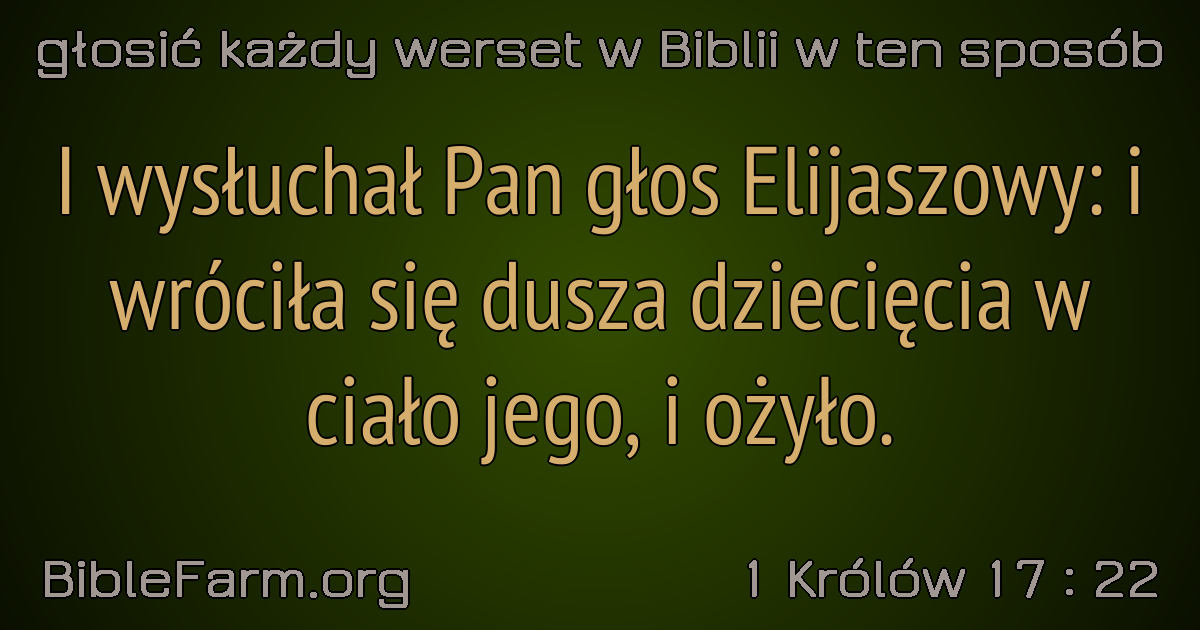 głosić każdy werset w Biblii w ten sposób
I wysłuchał Pan głos Elijaszowy: i
wróciła się dusza dziecięcia w
ciało jego, i ożyło.
BibleFarm.org
1 Królów 17 : 22